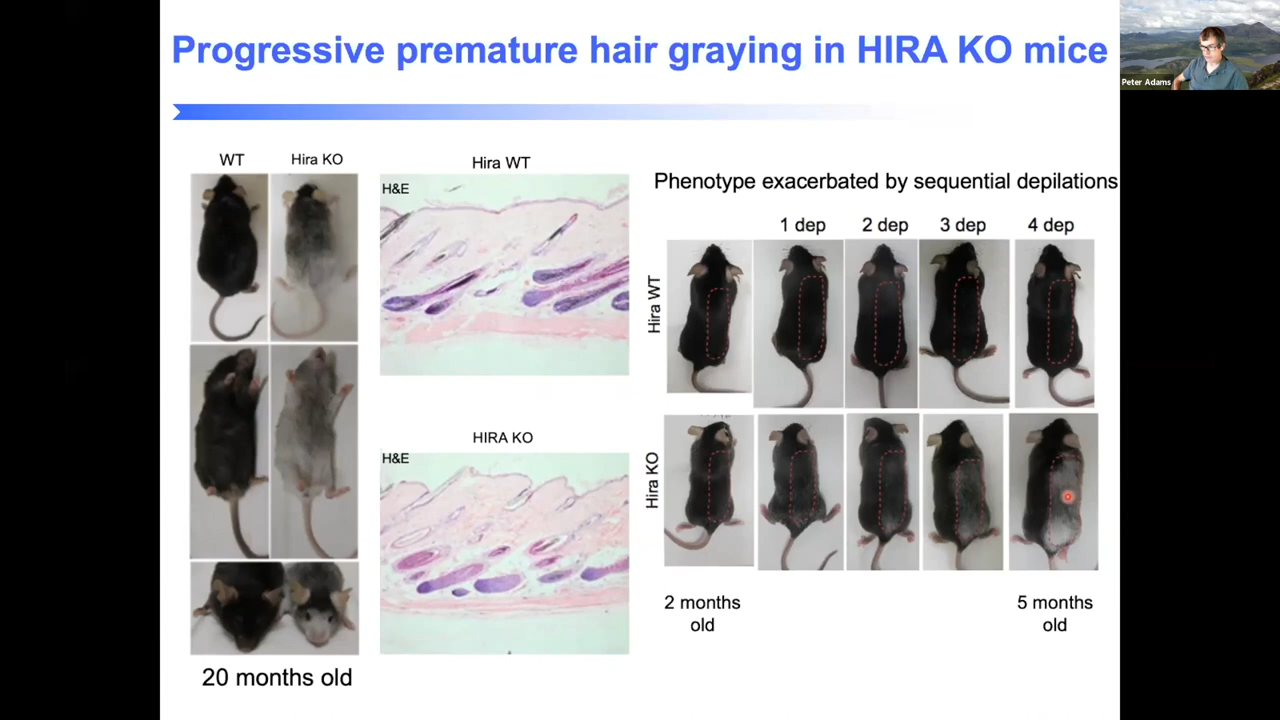 Progressive premature hair graying in HIRA KO mice
Peter Adams
WT
Hira KO
Hira WT
H&E
HIRA KO
H&E
20 months old
Phenotype exacerbated by sequential depilations
1 dep
2 dep
3 dep
4 dep
Hira WT
Hira KO
2 months
old
5 months
old